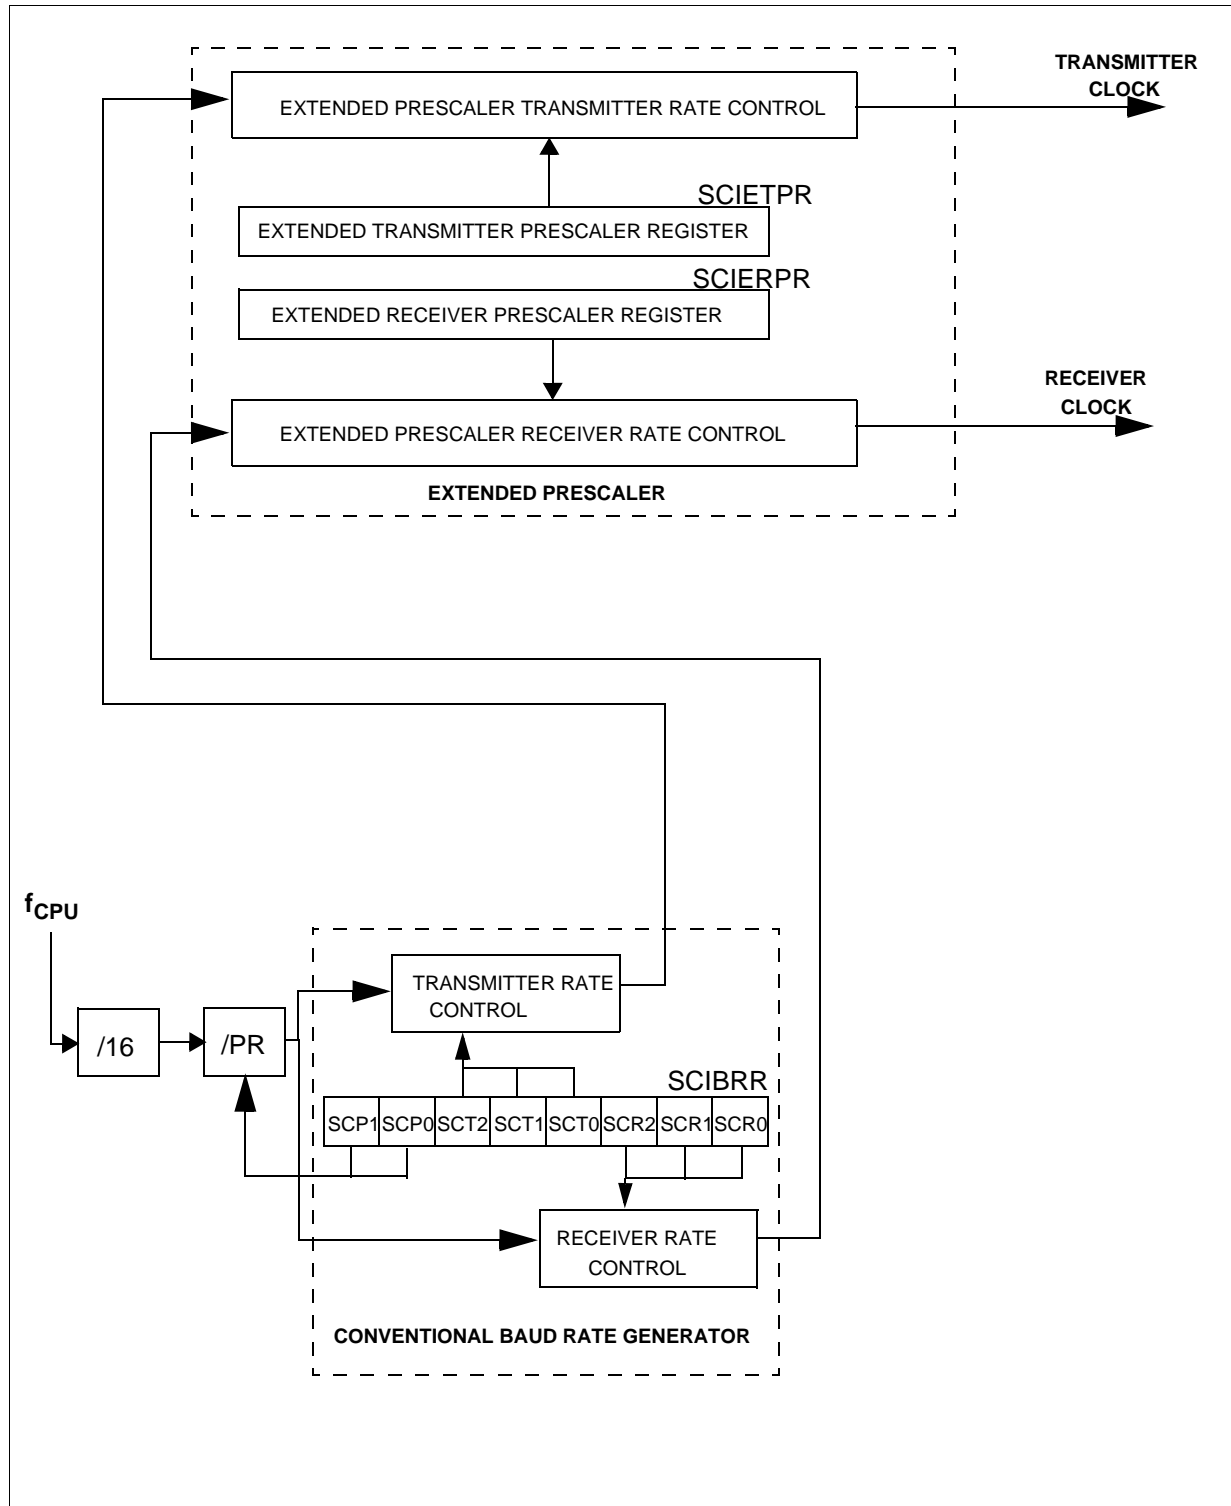 TRANSMITTER
CLOCK
EXTENDED PRESCALER TRANSMITTER RATE CONTROL
SCIETPR
EXTENDED TRANSMITTER PRESCALER REGISTER
SCIERPR
EXTENDED RECEIVER PRESCALER REGISTER
RECEIVER
CLOCK
EXTENDED PRESCALER RECEIVER RATE CONTROL
EXTENDED PRESCALER
fCPU
TRANSMITTER RATE
CONTROL
/16
/PR
SCIBRR
SCP1 SCP0 SCT2 SCT1 SCT0 SCR2 SCR1 SCR0
RECEIVER RATE
CONTROL
CONVENTIONAL BAUD RATE GENERATOR